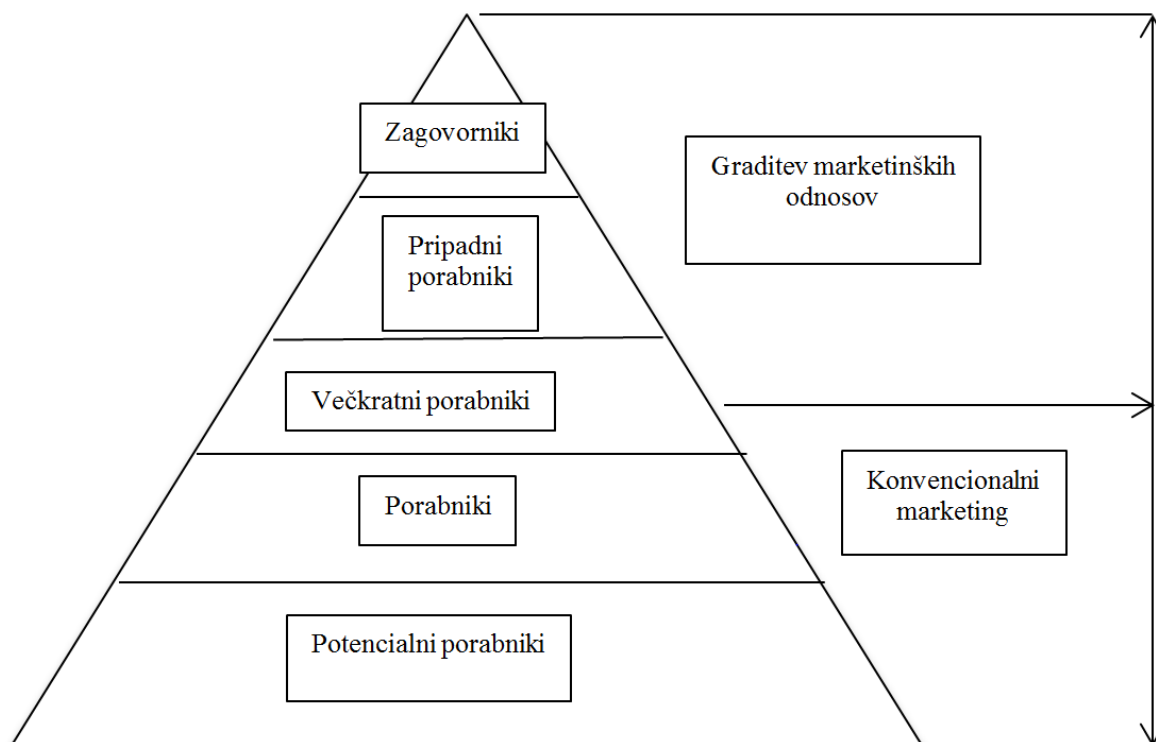 Zagovorniki
Graditev marketinških
odnosov
Pripadni
porabniki
Večkratni porabniki
Konvencionalni
marketing
Porabniki
Potencialni porabniki